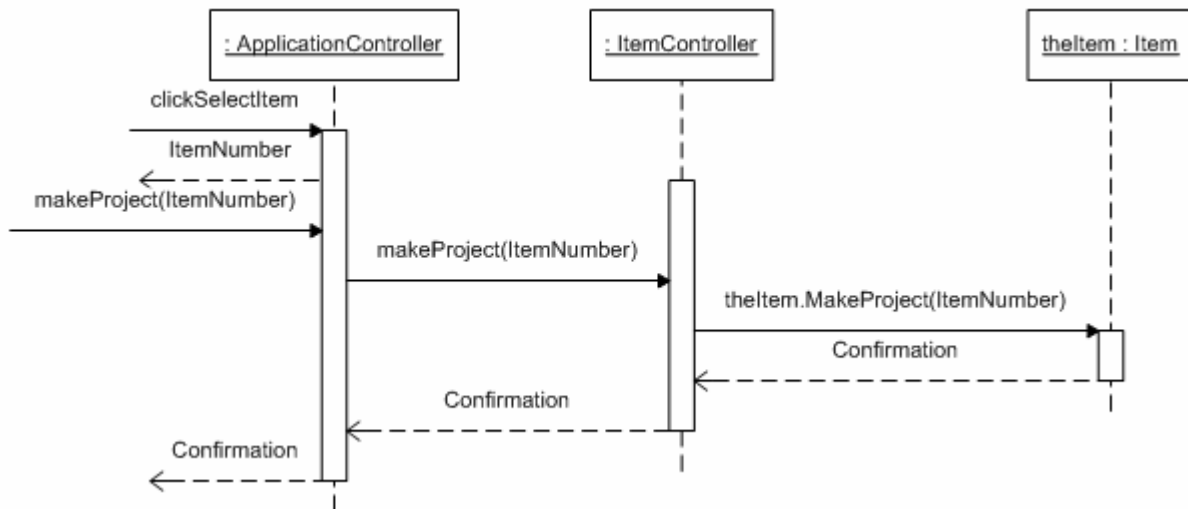 : ApplicationController
: ItemController
theItem : Item
clickSelectItem
ItemNumber
makeProject(ItemNumber)
makeProject(ItemNumber)
theItem.MakeProject(ItemNumber)
Confirmation
Confirmation
Confirmation